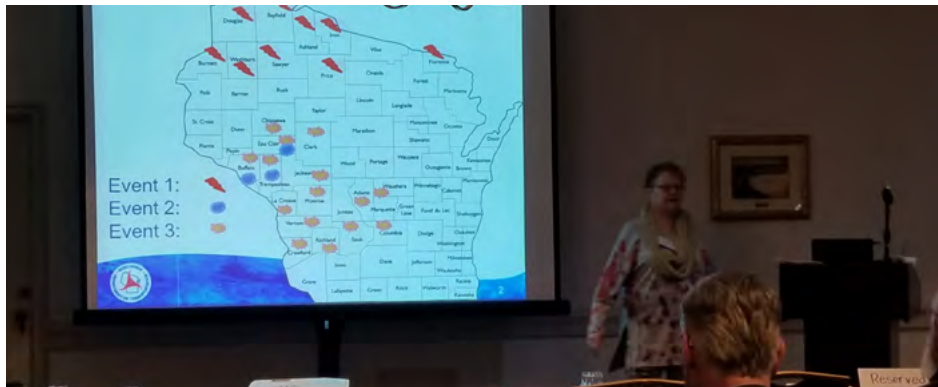 Douglas
Bayfield
Ashland
Iron
Vilas
Florence
Burnett
Washburn
Sawyer
Price
Oneida
Forest
Marinette
Polk
Barron
Rusk
Lincoln
Langlade
Taylor
St. Croix
Dunn
Chippewa
Marathon
Menominee
Oconto
Door
Pierce
Pepin
Eau Claire
Clark
Shawano
Buffalo
Trempealeau
Jackson
Wood
Portage
Waupaca
Outagamie
Brown
Kewaunee
Manitowoc
Event 1:
Event 2:
Event 3:
La Crosse
Monroe
Juneau
Adams
Waushara
Winnebago
Calumet
Marquette
Green Lake
Fond du Lac
Sheboygan
Vernon
Richland
Sauk
Columbia
Dodge
Washington
Ozaukee
Crawford
Iowa
Dane
Jefferson
Waukesha
Milwaukee
Grant
Lafayette
Green
Rock
Walworth
Racine
Kenosha
2
Reserved